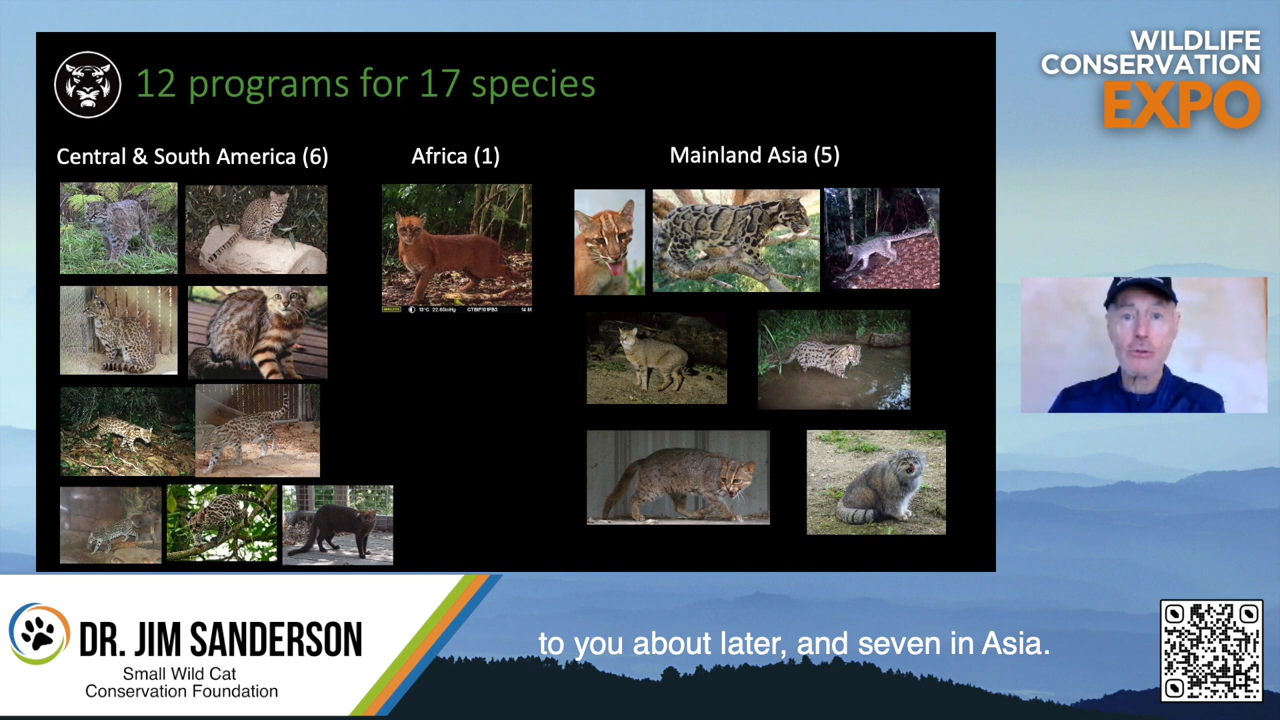 WILDLIFE
CONSERVATION
EXPO
12 programs for 17 species
Central & South America (6)
Africa (1)
Mainland Asia (5)
DR. JIM SANDERSON
Small Wild Cat
Conservation Foundation
to you about later, and seven in Asia.